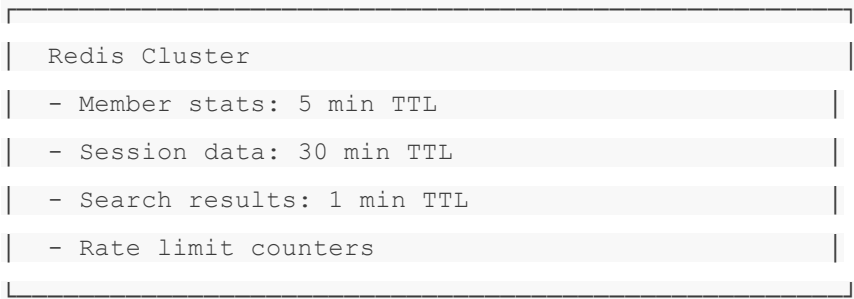 Redis Cluster
- Member stats: 5 min TTL
- Session data: 30 min TTL
- Search results: 1 min TTL
- Rate limit counters